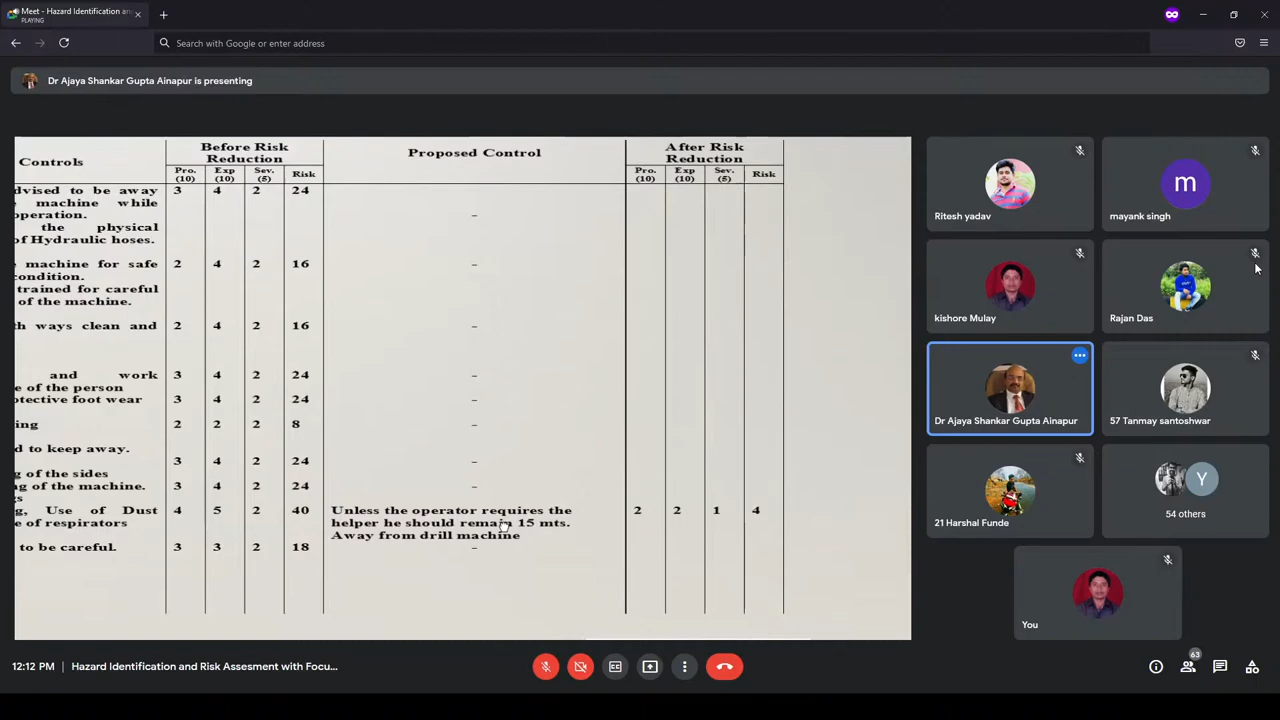 Meet - Hazard Identification and
PLAYING
Search with Google or enter address
Dr Ajaya Shankar Gupta Ainapur is presenting
Controls
Before Risk Reduction
Proposed Control
After Risk Reduction
Pro. (10) Exp (10) Sev. (5) Risk
Pro. (10) Exp (10) Sev. (5) Risk
dvised to be away 3 4 2 24
machine while
operation. –
the physical
of Hydraulic hoses.
machine for safe 2 4 2 16 –
condition.
trained for careful
of the machine.
th ways clean and 2 4 2 16 –
and work 3 4 2 24 –
e of the person
otective foot wear 3 4 2 24 –
ing 2 2 2 8 –
d to keep away.
3 4 2 24 –
g of the sides
ng of the machine. 3 4 2 24 –
gs
g, Use of Dust 4 5 2 40 Unless the operator requires the 2 2 1 4
e of respirators helper he should remain 15 mts.
Away from drill machine
to be careful. 3 3 2 18 –
Ritesh yadav
m
mayank singh
kishore Mulay
Rajan Das
Dr Ajaya Shankar Gupta Ainapur
57 Tanmay santoshwar
21 Harshal Funde
Y
54 others
You
12:12 PM | Hazard Identification and Risk Assesment with Focu...
63